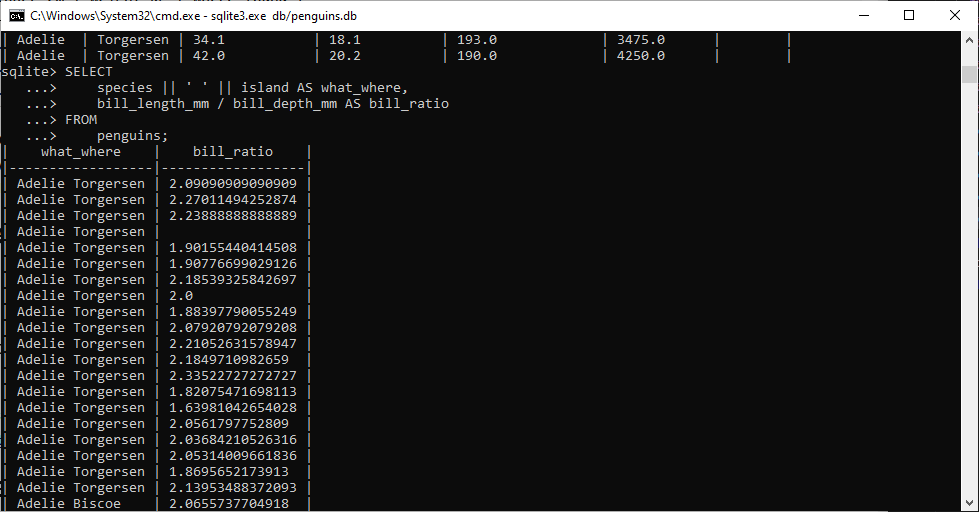 C:\Windows\System32\cmd.exe - sqlite3.exe db/penguins.db
| Adelie  | Torgersen | 34.1           | 18.1          | 193.0             | 3475.0      |        |
| Adelie  | Torgersen | 42.0           | 20.2          | 190.0             | 4250.0      |        |
sqlite> SELECT
   ...>     species || ' ' || island AS what_where,
   ...>     bill_length_mm / bill_depth_mm AS bill_ratio
   ...> FROM
   ...>     penguins;
|    what_where    |    bill_ratio    |
|------------------|------------------|
| Adelie Torgersen | 2.09090909090909 |
| Adelie Torgersen | 2.27011494252874 |
| Adelie Torgersen | 2.23888888888889 |
| Adelie Torgersen |                  |
| Adelie Torgersen | 1.90155440414508 |
| Adelie Torgersen | 1.90776699029126 |
| Adelie Torgersen | 2.18539325842697 |
| Adelie Torgersen | 2.0              |
| Adelie Torgersen | 1.88397790055249 |
| Adelie Torgersen | 2.07920792079208 |
| Adelie Torgersen | 2.21052631578947 |
| Adelie Torgersen | 2.1849710982659  |
| Adelie Torgersen | 2.33522727272727 |
| Adelie Torgersen | 1.82075471698113 |
| Adelie Torgersen | 1.63981042654028 |
| Adelie Torgersen | 2.0561797752809  |
| Adelie Torgersen | 2.03684210526316 |
| Adelie Torgersen | 2.05314009661836 |
| Adelie Torgersen | 1.8695652173913  |
| Adelie Torgersen | 2.13953488372093 |
| Adelie Biscoe    | 2.0655737704918  |